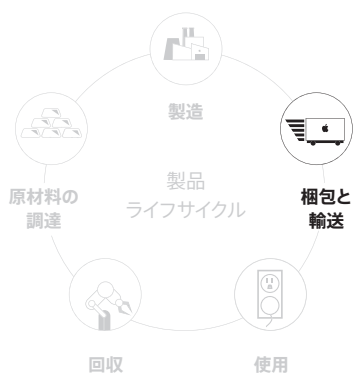 製造
梱包と
輸送
使用
回収
原材料の
調達
製品
ライフサイクル